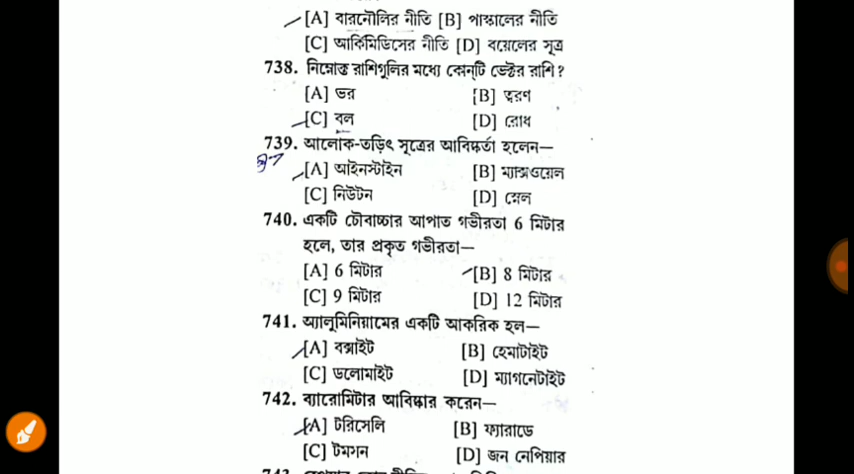 [A] বারনৌলির নীতি [B] পাস্কালের নীতি
[C] আর্কিমিডিসের নীতি [D] বয়েলের সূত্র
738. নিম্নোক্ত রাশিগুলির মধ্যে কোন্‌টি ভেক্টর রাশি?
[A] ভর [B] ত্বরণ
[C] বল [D] রোধ
739. আলোক-তড়িৎ সূত্রের আবিষ্কর্তা হলেন—
[A] আইনস্টাইন [B] ম্যাক্সওয়েল
[C] নিউটন [D] স্নেল
740. একটি চৌবাচ্চার আপাত গভীরতা 6 মিটার
হলে, তার প্রকৃত গভীরতা—
[A] 6 মিটার [B] 8 মিটার
[C] 9 মিটার [D] 12 মিটার
741. অ্যালুমিনিয়ামের একটি আকরিক হল—
[A] বক্সাইট [B] হেমাটাইট
[C] ডলোমাইট [D] ম্যাগনেটাইট
742. ব্যারোমিটার আবিষ্কার করেন—
[A] টরিসেলি [B] ফ্যারাডে
[C] টমসন [D] জন নেপিয়ার